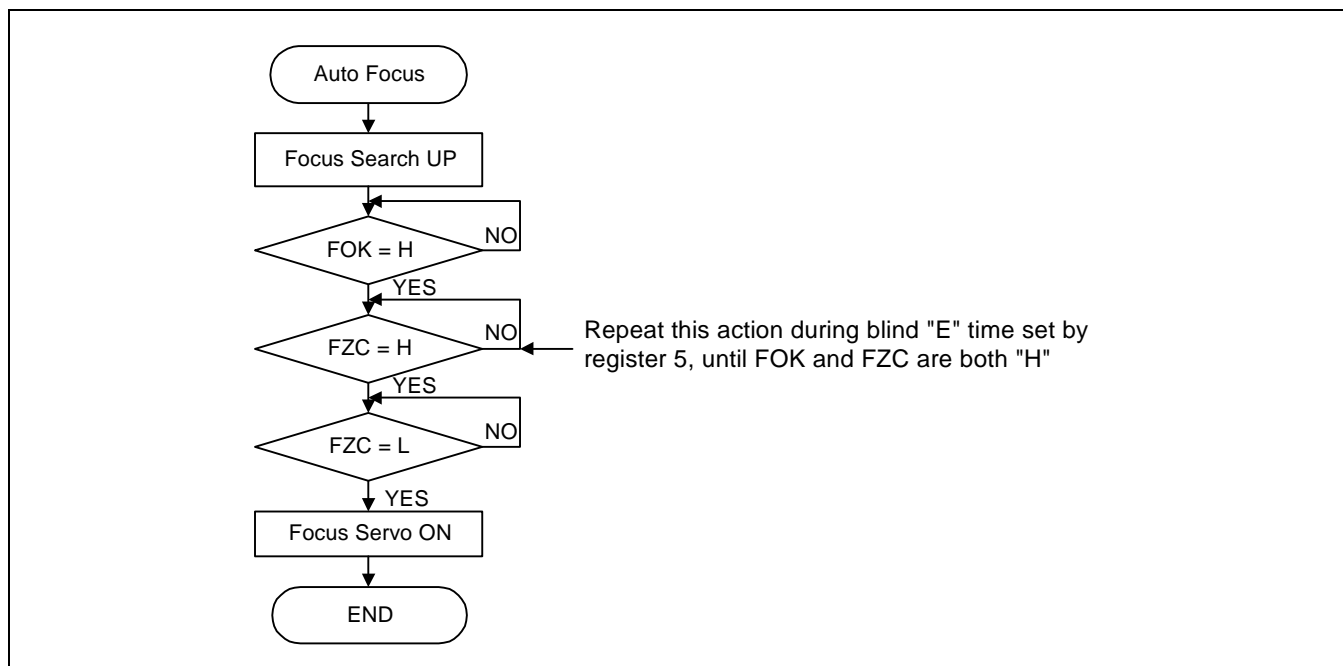 Auto Focus
Focus Search UP
FOK = H
NO
YES
FZC = H
NO
Repeat this action during blind "E" time set by
register 5, until FOK and FZC are both "H"
YES
FZC = L
NO
YES
Focus Servo ON
END